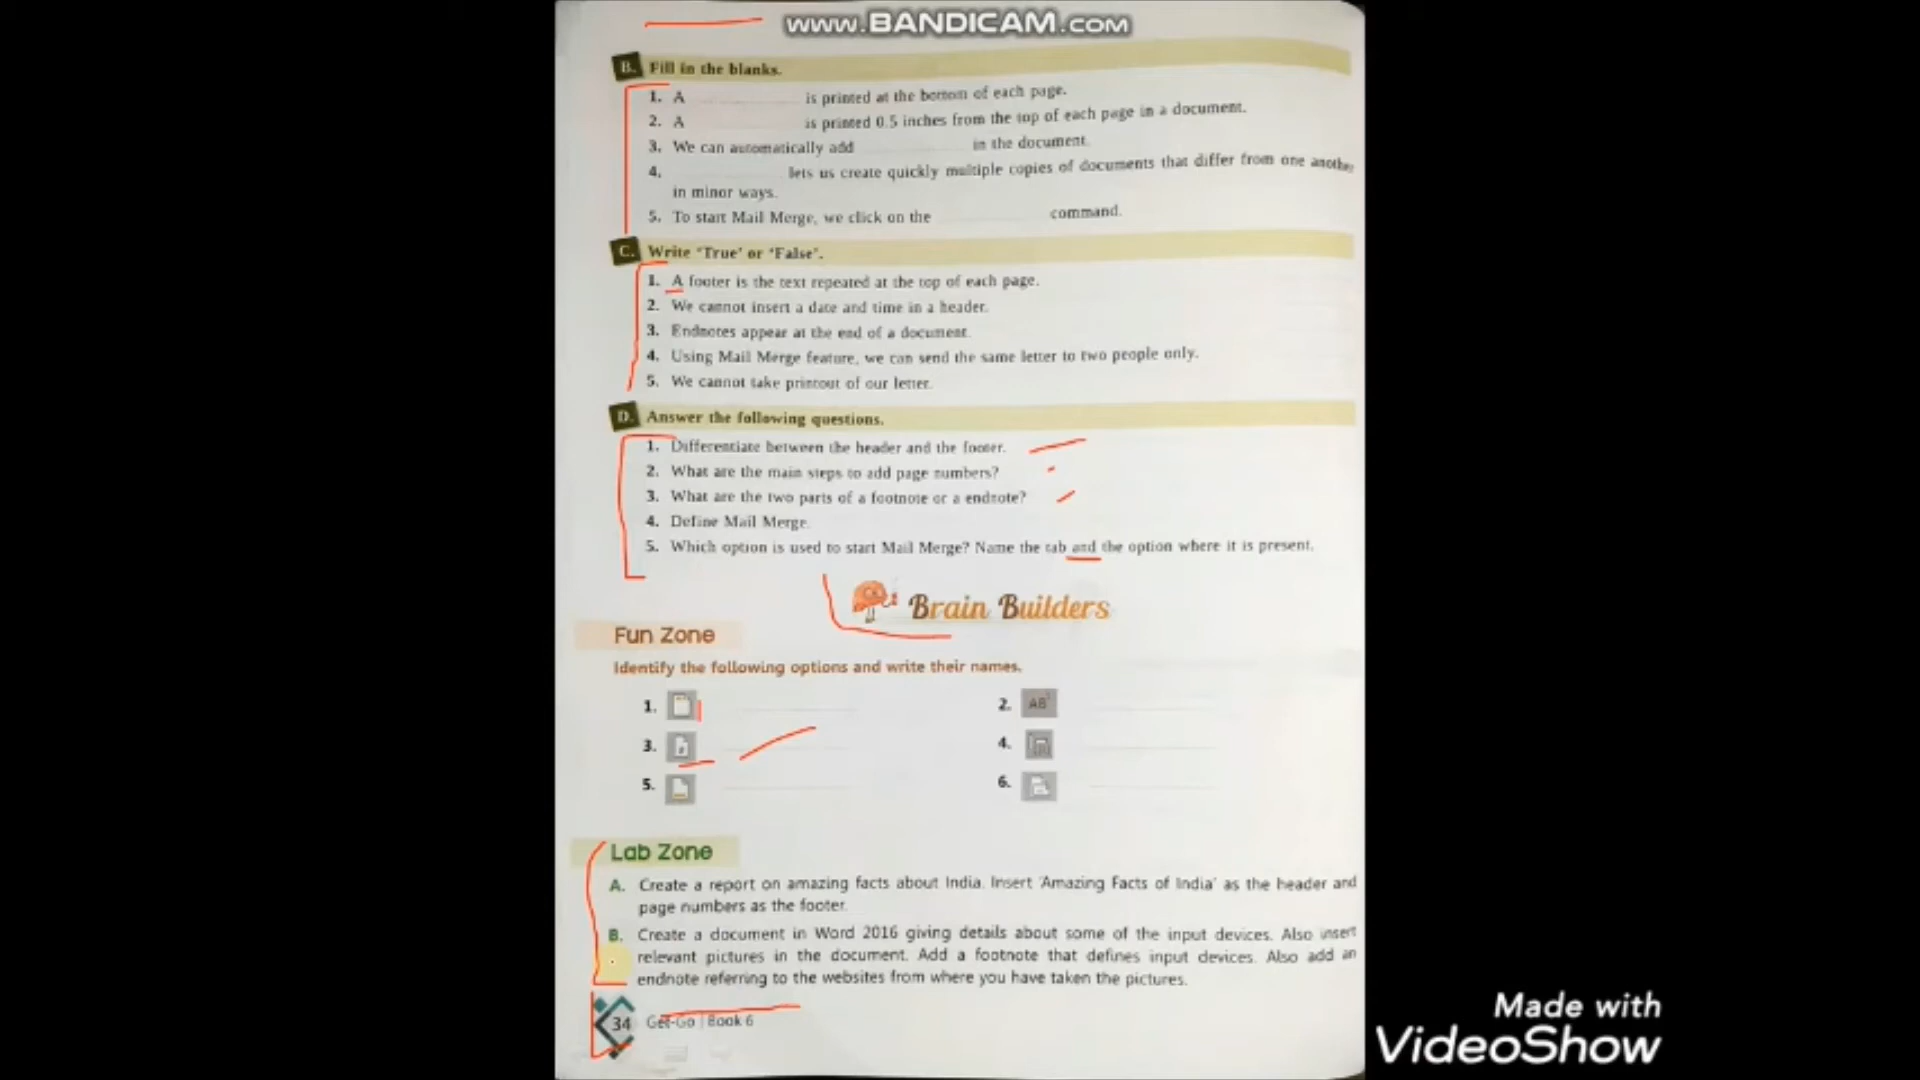 www.BANDICAM.com
B. Fill in the blanks.
1. A is printed at the bottom of each page.
2. A is printed 0.5 inches from the top of each page in a document.
3. We can automatically add in the document.
4. lets us create quickly multiple copies of documents that differ from one another
in minor ways.
5. To start Mail Merge, we click on the command.
C. Write 'True' or 'False'.
1. A footer is the text repeated at the top of each page.
2. We cannot insert a date and time in a header.
3. Endnotes appear at the end of a document.
4. Using Mail Merge feature, we can send the same letter to two people only.
5. We cannot take printout of our letter.
D. Answer the following questions.
1. Differentiate between the header and the footer.
2. What are the main steps to add page numbers?
3. What are the two parts of a footnote or a endnote?
4. Define Mail Merge.
5. Which option is used to start Mail Merge? Name the tab and the option where it is present.
Brain Builders
Fun Zone
Identify the following options and write their names.
1. 2. AB
3. # 4.
5. 6.
Lab Zone
A. Create a report on amazing facts about India. Insert 'Amazing Facts of India' as the header and
page numbers as the footer.
B. Create a document in Word 2016 giving details about some of the input devices. Also insert
relevant pictures in the document. Add a footnote that defines input devices. Also add an
endnote referring to the websites from where you have taken the pictures.
34 Get-Go | Book 6
Made with
VideoShow